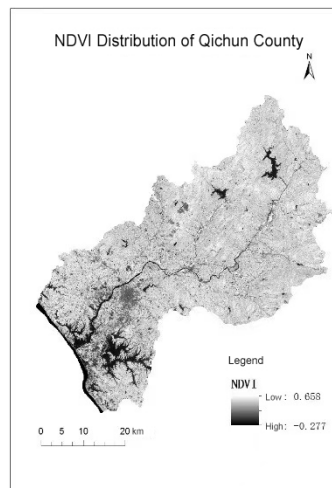 NDVI Distribution of Qichun County
N
Legend
NDVI
Low: 0.658
High: -0.277
0 5 10 20 km